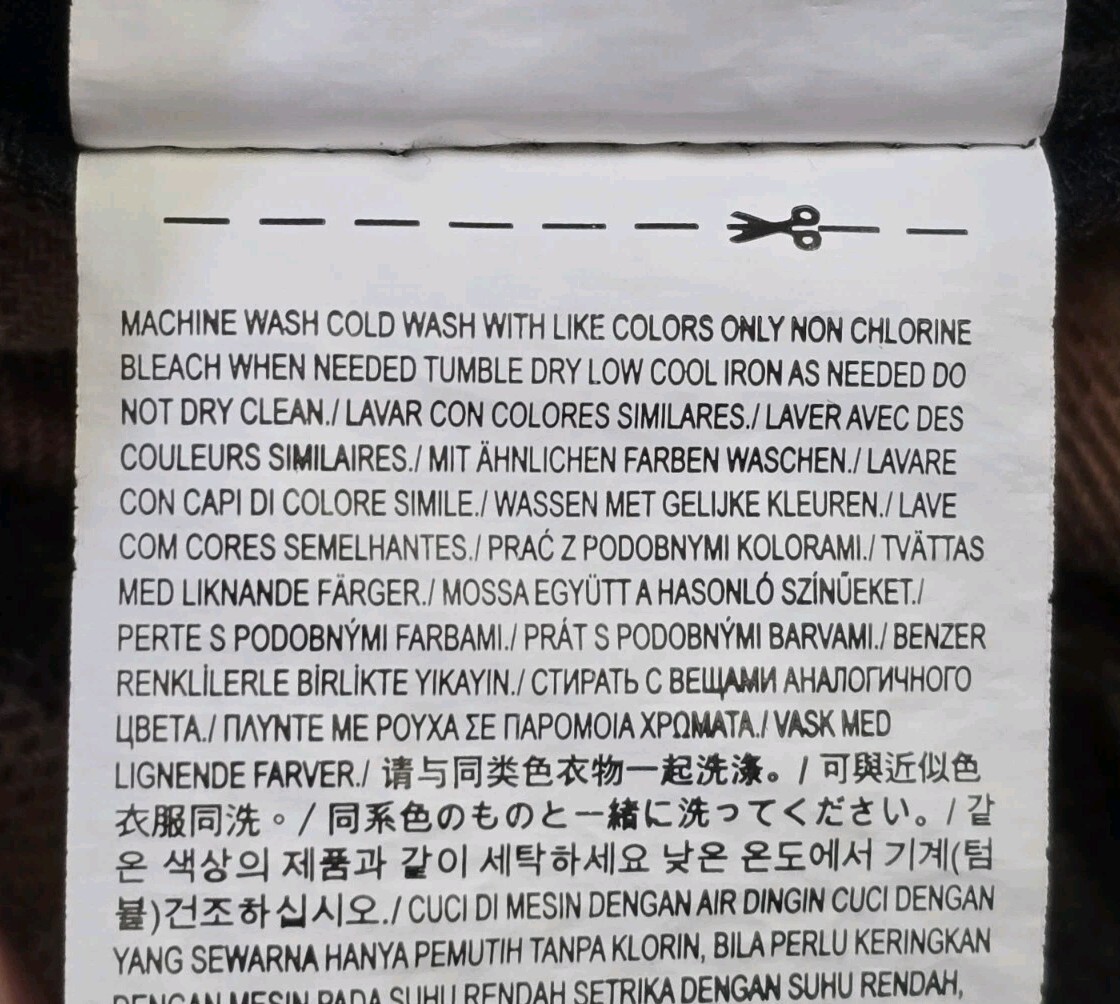 MACHINE WASH COLD WASH WITH LIKE COLORS ONLY NON CHLORINE
BLEACH WHEN NEEDED TUMBLE DRY LOW COOL IRON AS NEEDED DO
NOT DRY CLEAN./ LAVAR CON COLORES SIMILARES./ LAVER AVEC DES
COULEURS SIMILAIRES./ MIT ÄHNLICHEN FARBEN WASCHEN./ LAVARE
CON CAPI DI COLORE SIMILE./ WASSEN MET GELIJKE KLEUREN./ LAVE
COM CORES SEMELHANTES./ PRAĆ Z PODOBNYMI KOLORAMI./ TVÄTTAS
MED LIKNANDE FÄRGER./ MOSSA EGYÜTT A HASONLÓ SZÍNŰEKET./
PERTE S PODOBNÝMI FARBAMI./ PRÁT S PODOBNÝMI BARVAMI./ BENZER
RENKLİLERLE BİRLİKTE YIKAYIN./ СТИРАТЬ С ВЕЩАМИ АНАЛОГИЧНОГО
ЦВЕТА./ ΠΛΥΝΤΕ ΜΕ ΡΟΥΧΑ ΣΕ ΠΑΡΟΜΟΙΑ ΧΡΩΜΑΤΑ./ VASK MED
LIGNENDE FARVER./ 请与同类色衣物一起洗涤。/ 可與近似色
衣服同洗。/ 同系色のものと一緒に洗ってください。/ 같
은 색상의 제품과 같이 세탁하세요 낮은 온도에서 기계(텀
블)건조하십시오./ CUCI DI MESIN DENGAN AIR DINGIN CUCI DENGAN
YANG SEWARNA HANYA PEMUTIH TANPA KLORIN, BILA PERLU KERINGKAN
DENGAN MESIN PADA SUHU RENDAH SETRIKA DENGAN SUHU RENDAH,